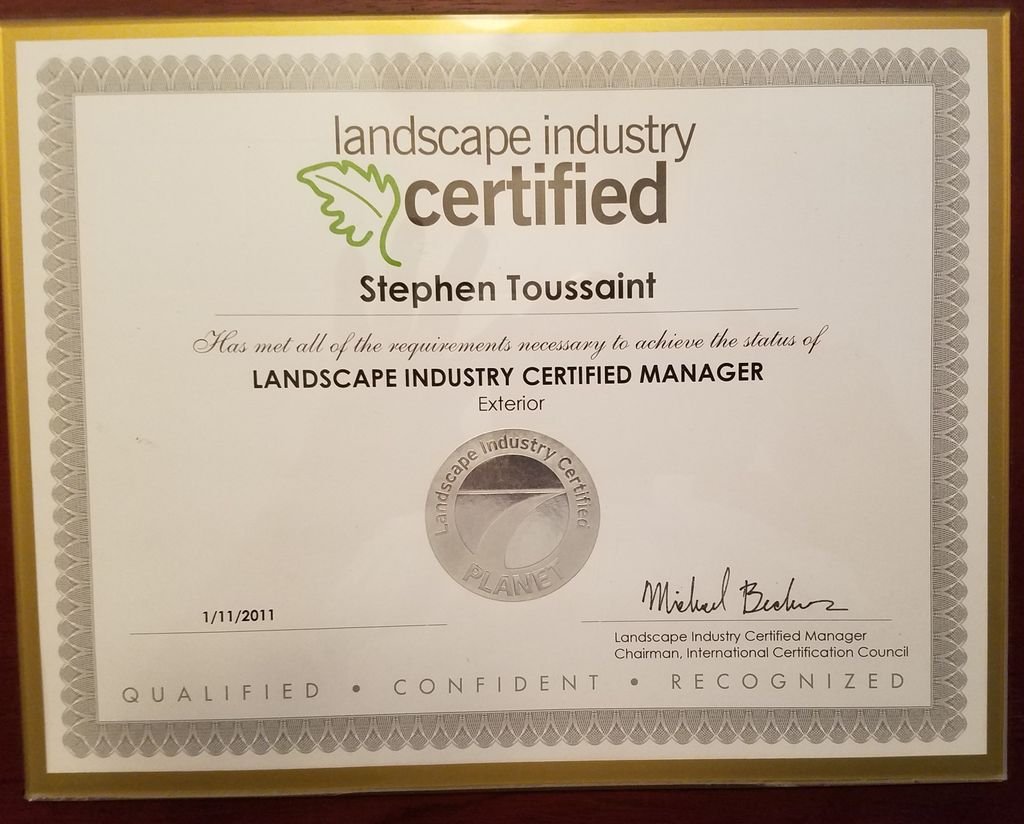 landscape industry
certified
Stephen Toussaint
Has met all of the requirements necessary to achieve the status of
LANDSCAPE INDUSTRY CERTIFIED MANAGER
Exterior
Landscape Industry Certified
PLANET
1/11/2011
Michael
Landscape Industry Certified Manager
Chairman, International Certification Council
QUALIFIED • CONFIDENT • RECOGNIZED